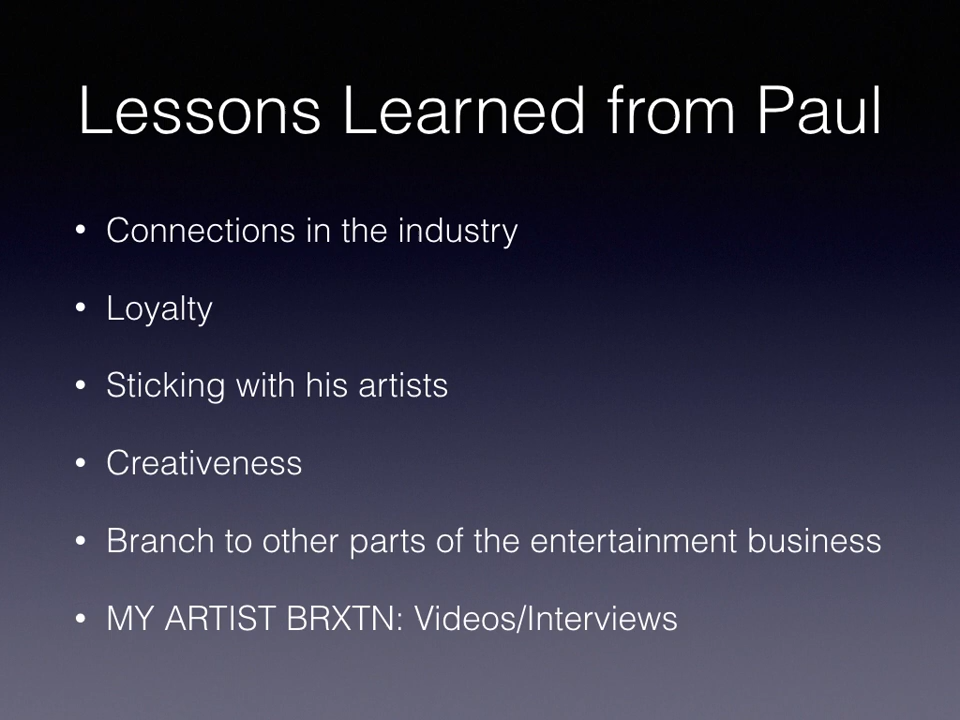 Lessons Learned from Paul
• Connections in the industry
• Loyalty
• Sticking with his artists
• Creativeness
• Branch to other parts of the entertainment business
• MY ARTIST BRXTN: Videos/Interviews